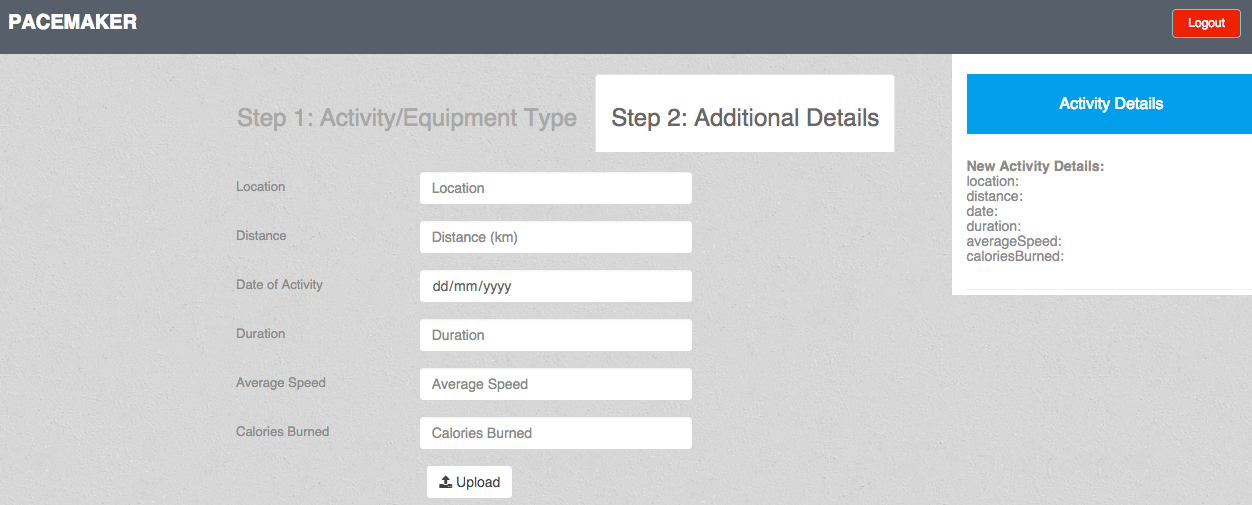 PACEMAKER
Logout
Step 1: Activity/Equipment Type
Step 2: Additional Details
Activity Details
New Activity Details:
location:
distance:
date:
duration:
averageSpeed:
caloriesBurned:
Location
Location
Distance
Distance (km)
Date of Activity
dd/mm/yyyy
Duration
Duration
Average Speed
Average Speed
Calories Burned
Calories Burned
Upload